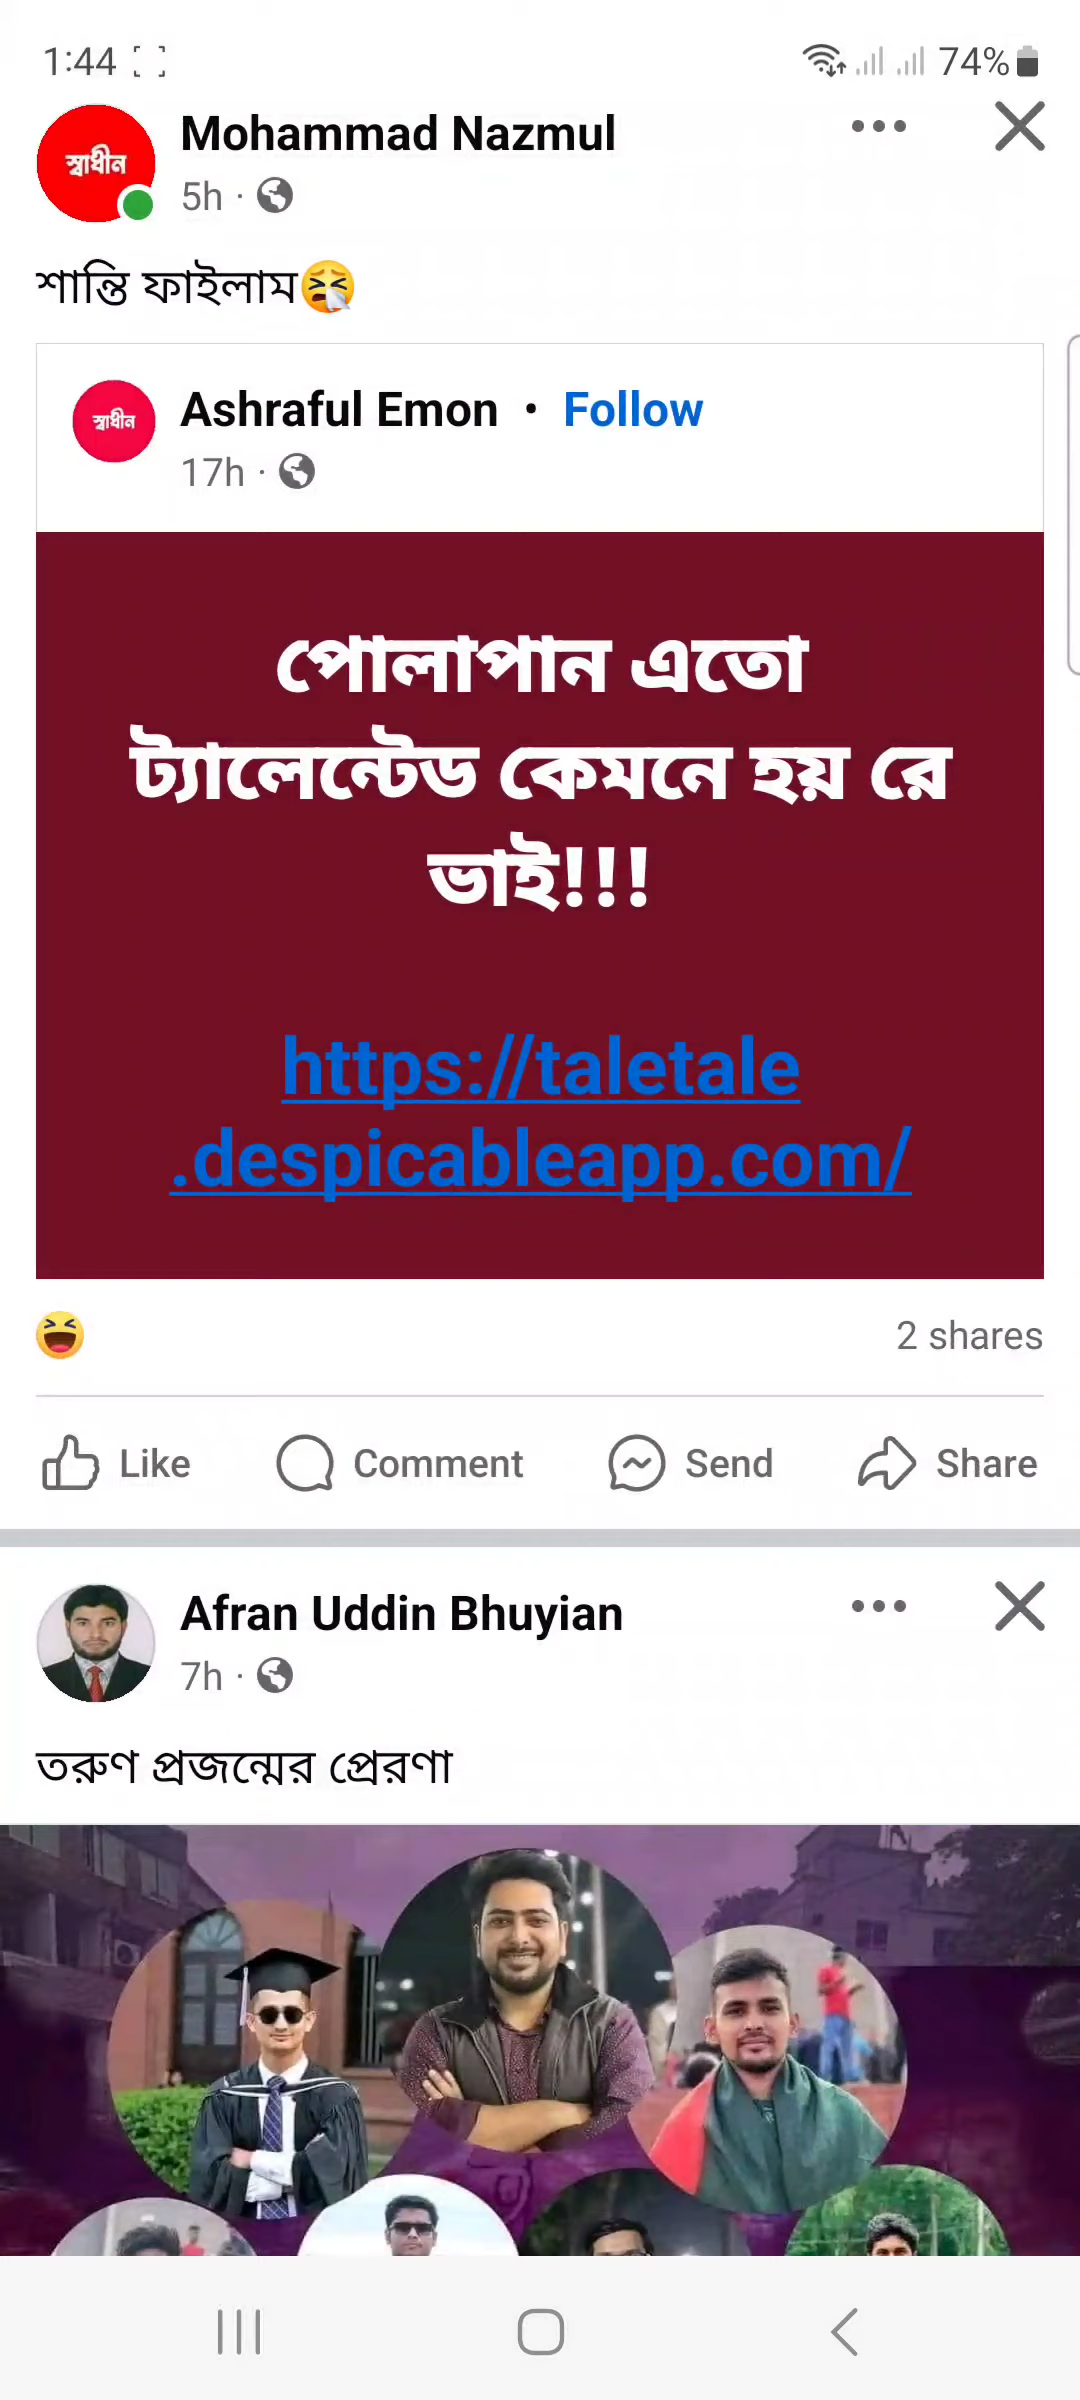 1:44
74%
স্বাধীন
Mohammad Nazmul
5h ·
শান্তি ফাইলাম🤧
স্বাধীন
Ashraful Emon • Follow
17h ·
পোলাপান এতো
ট্যালেন্টেড কেমনে হয় রে
ভাই!!!
https://taletale
.despicableapp.com/
2 shares
Like
Comment
Send
Share
Afran Uddin Bhuyian
7h ·
তরুণ প্রজন্মের প্রেরণা